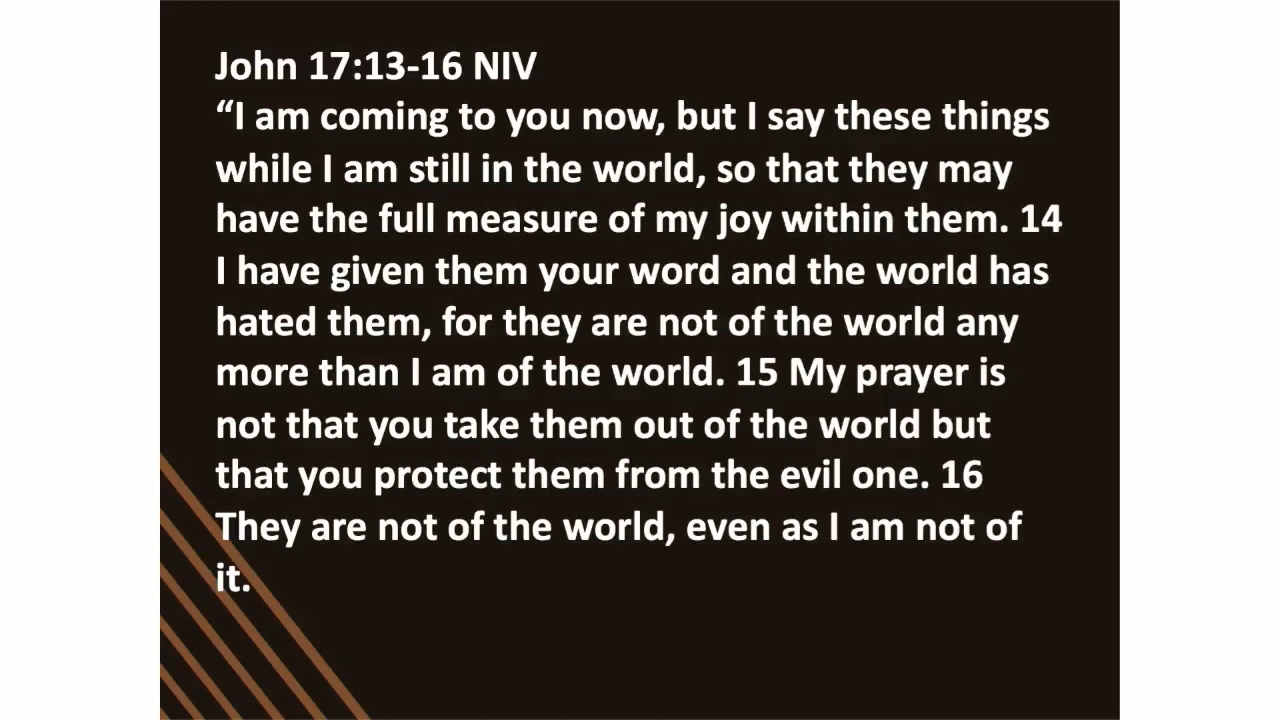 John 17:13-16 NIV
“I am coming to you now, but I say these things
while I am still in the world, so that they may
have the full measure of my joy within them. 14
I have given them your word and the world has
hated them, for they are not of the world any
more than I am of the world. 15 My prayer is
not that you take them out of the world but
that you protect them from the evil one. 16
They are not of the world, even as I am not of
it.